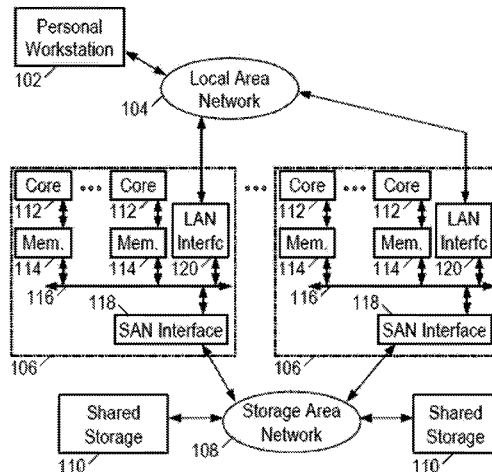 Personal
Workstation
102
Local Area
Network
104
Core ••• Core ••• Core ••• Core
112 112 112 112
LAN
Interfc
LAN
Interfc
Mem. Mem. Mem. Mem.
114 114 120 114 114 120
116 116
118 118
SAN Interface SAN Interface
106 106
Shared
Storage
Storage Area
Network
Shared
Storage
110 108 110